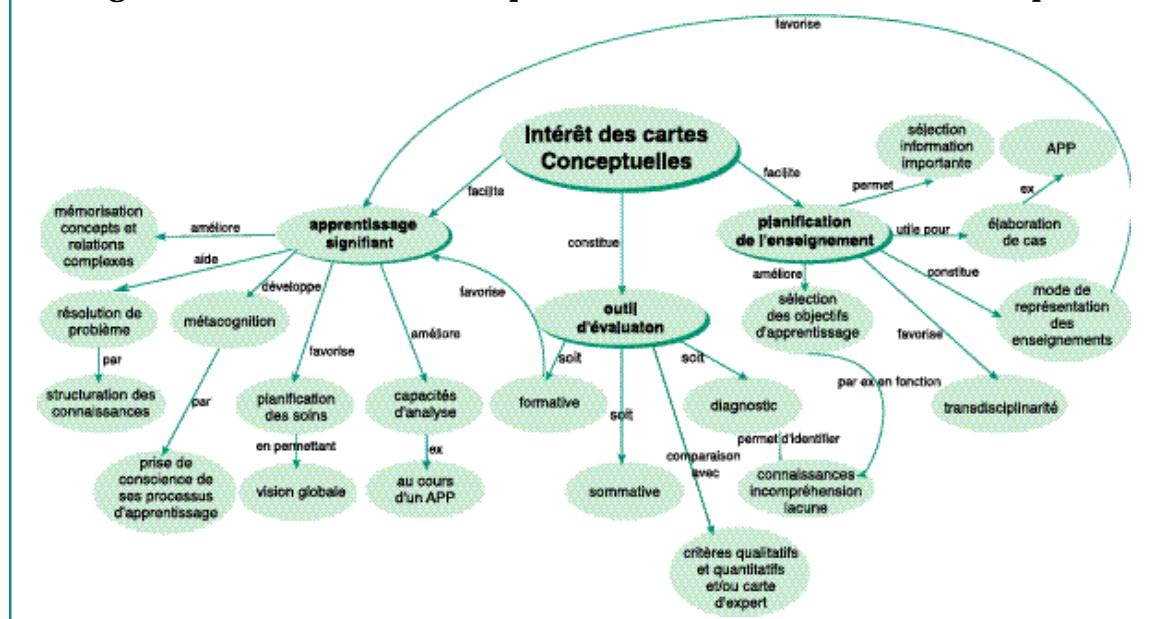 favorise
Intérêt des cartes
Conceptuelles
sélection
information
importante
APP
facilite
facilite
permet
ex
mémorisation
concepts et
relations
complexes
améliore
apprentissage
signifiant
planification
de l'enseignement
utile pour
élaboration
de cas
constitue
aide
développe
favorise
améliore
constitue
résolution de
problème
métacognition
outil
d'évaluaton
sélection
des objectifs
d'apprentissage
mode de
représentation
des
enseignements
améliore
favorise
favorise
soit
soit
par
par ex en fonction
structuration des
connaissances
par
planification
des soins
capacités
d'analyse
formative
soit
diagnostic
transdisciplinarité
en permettant
ex
comparaison
avec
permet d'identifier
prise de
conscience de
ses processus
d'apprentissage
vision globale
au cours
d'un APP
sommative
connaissances
incompréhension
lacune
critères qualitatifs
et quantitatifs
et/ou carte
d'expert